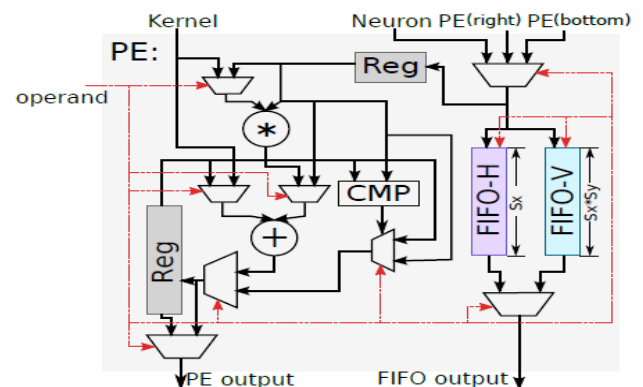 Kernel
Neuron PE(right) PE(bottom)
PE:
Reg
operand
*
CMP
FIFO-H
Sx
FIFO-V
Sx*Sy
+
Reg
PE output
FIFO output